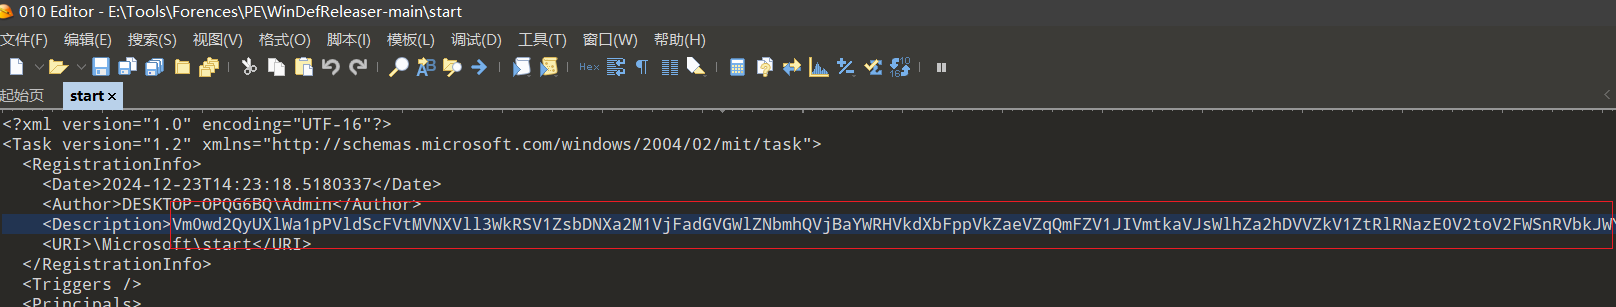 010 Editor - E:\Tools\Forences\PE\WinDefReleaser-main\start
文件(F) 编辑(E) 搜索(S) 视图(V) 格式(O) 脚本(I) 模板(L) 调试(D) 工具(T) 窗口(W) 帮助(H)
Hex
起始页 start
<?xml version="1.0" encoding="UTF-16"?>
<Task version="1.2" xmlns="http://schemas.microsoft.com/windows/2004/02/mit/task">
<RegistrationInfo>
<Date>2024-12-23T14:23:18.5180337</Date>
<Author>DESKTOP-OPQG6BQ\Admin</Author>
<Description>
<URI>\Microsoft\start</URI>
</RegistrationInfo>
<Triggers />
<Principals>